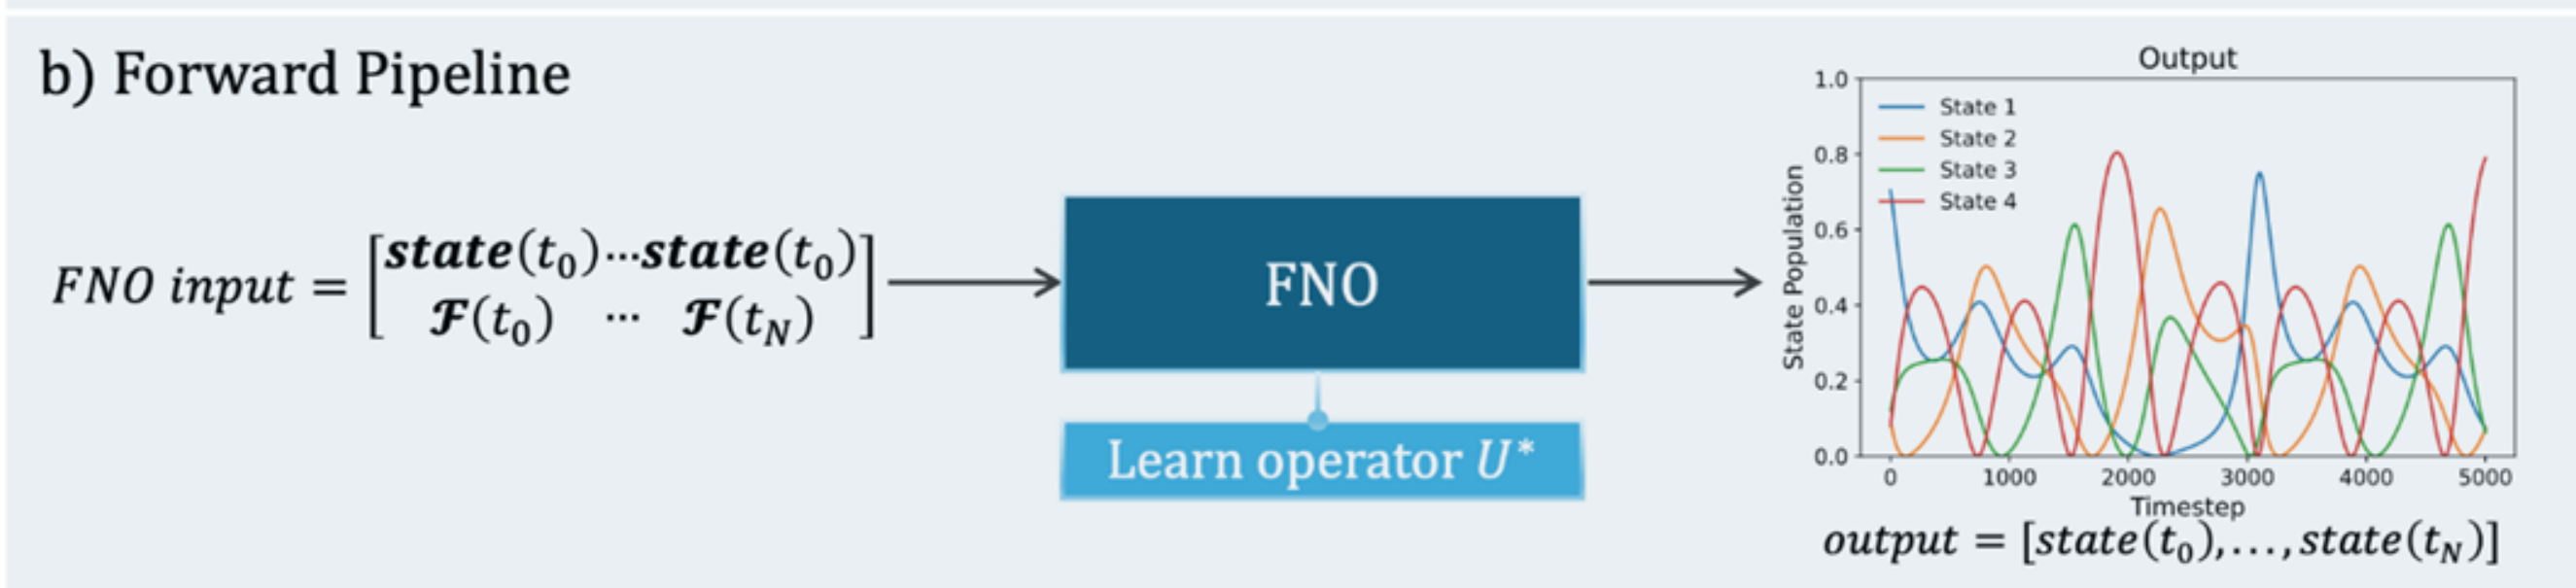 b) Forward Pipeline
FNO input = [state(t₀)⋯state(t₀)
𝓕(t₀) ⋯ 𝓕(t_N)]
FNO
Learn operator U*
Output
State Population
1.0
0.8
0.6
0.4
0.2
0.0
State 1
State 2
State 3
State 4
0 1000 2000 3000 4000 5000
Timestep
output = [state(t₀),...,state(t_N)]